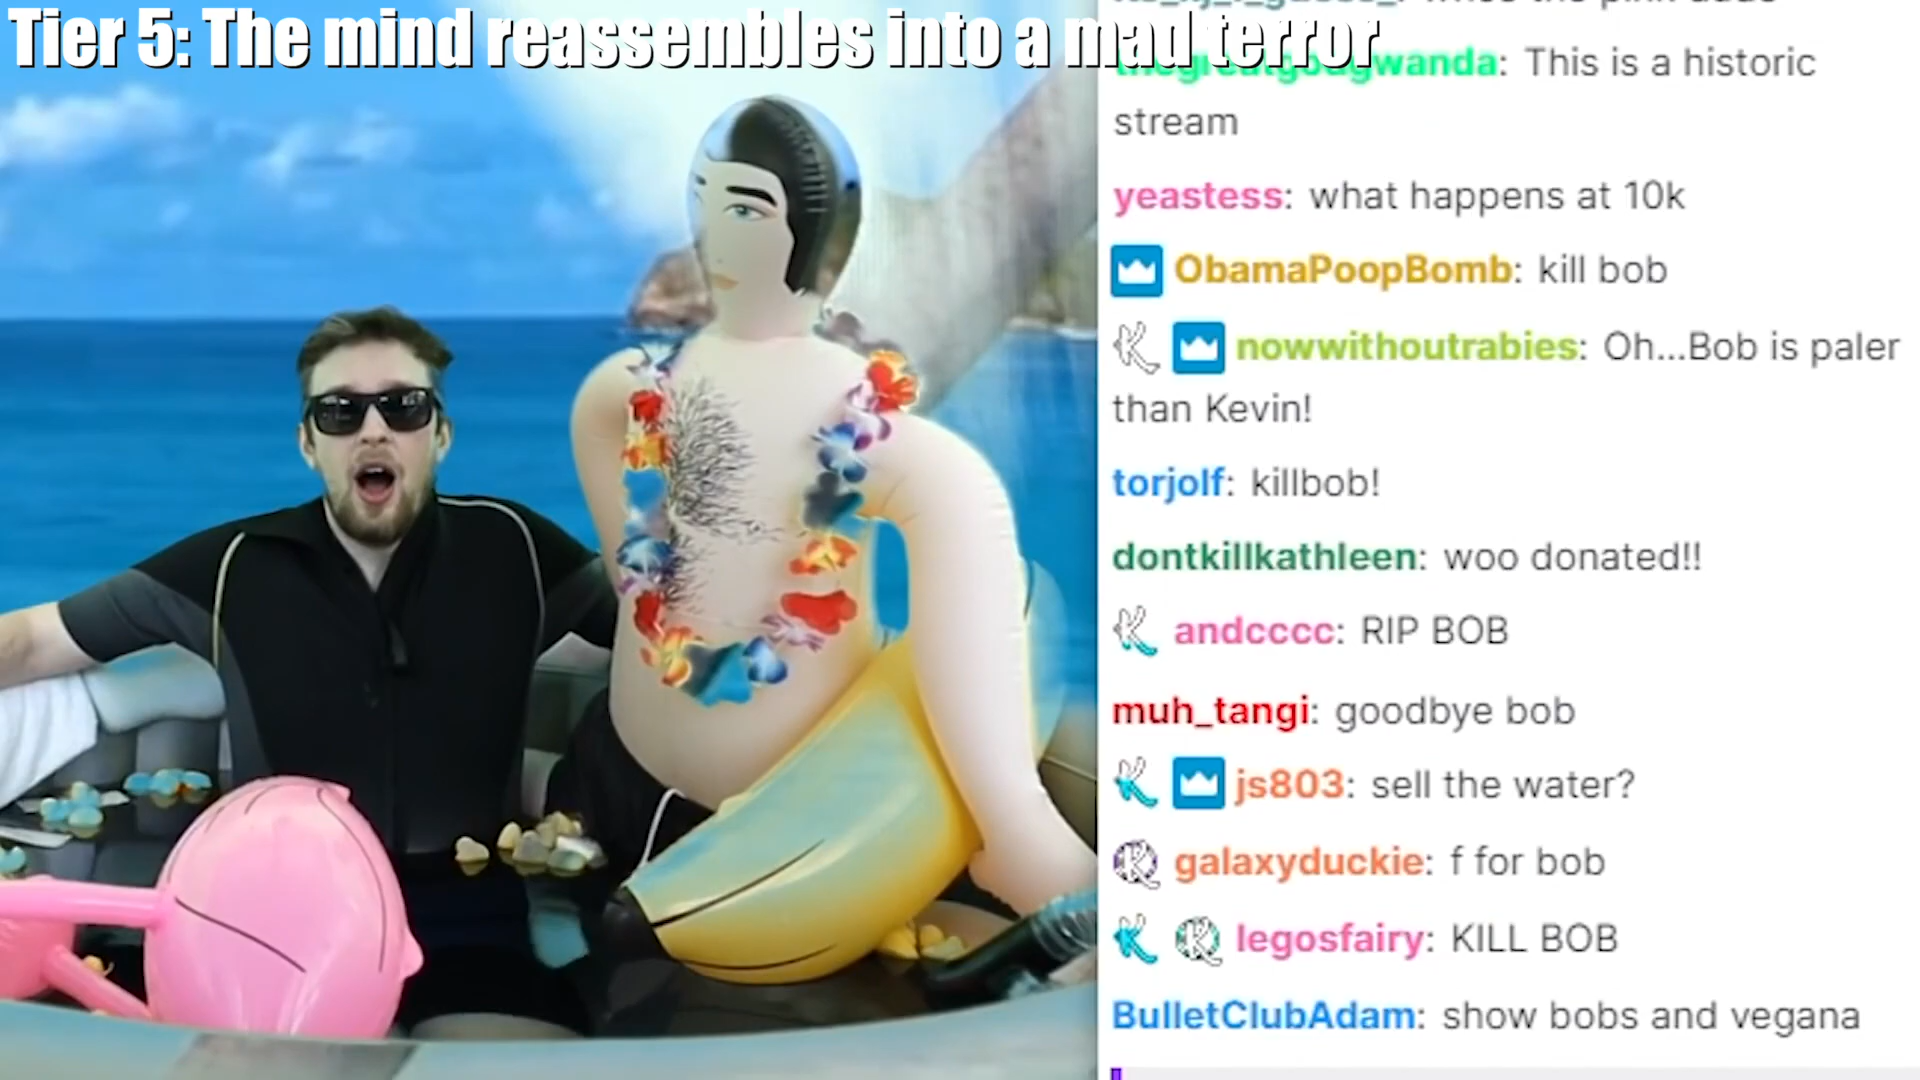 Tier 5: The mind reassembles into a mad terror
This is a historic
stream
yeastess: what happens at 10k
ObamaPoopBomb: kill bob
nowwithoutrabies: Oh...Bob is paler
than Kevin!
torjolf: killbob!
dontkillkathleen: woo donated!!
andcccc: RIP BOB
muh_tangi: goodbye bob
js803: sell the water?
galaxyduckie: f for bob
legosfairy: KILL BOB
BulletClubAdam: show bobs and vegana